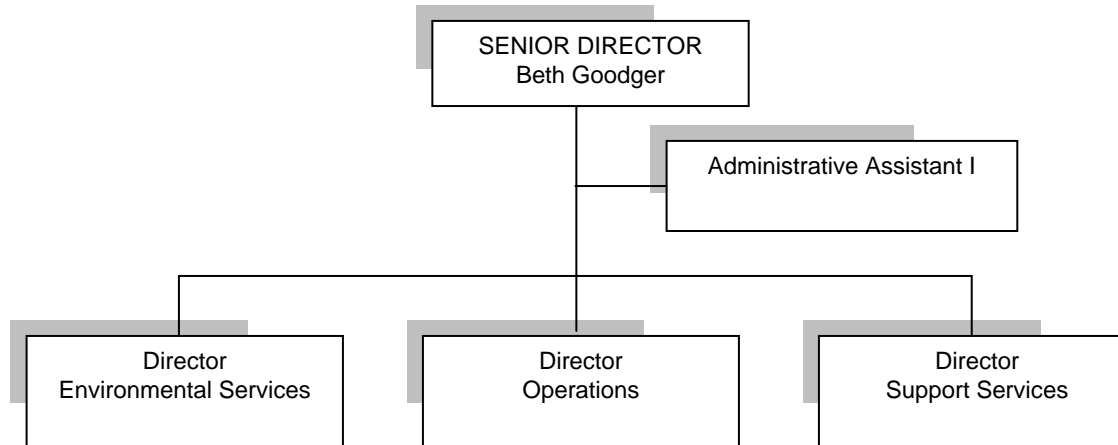 SENIOR DIRECTOR
Beth Goodger
Administrative Assistant I
Director
Environmental Services
Director
Operations
Director
Support Services